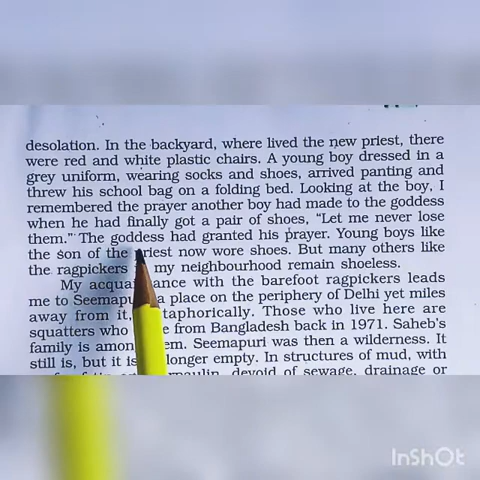 desolation. In the backyard, where lived the new priest, there
were red and white plastic chairs. A young boy dressed in a
grey uniform, wearing socks and shoes, arrived panting and
threw his school bag on a folding bed. Looking at the boy, I
remembered the prayer another boy had made to the goddess
when he had finally got a pair of shoes, “Let me never lose
them.” The goddess had granted his prayer. Young boys like
the son of the priest now wore shoes. But many others like
the ragpickers my neighbourhood remain shoeless.
My acquai ance with the barefoot ragpickers leads
me to Seemapu a place on the periphery of Delhi yet miles
away from it, taphorically. Those who live here are
squatters who e from Bangladesh back in 1971. Saheb’s
family is amon em. Seemapuri was then a wilderness. It
still is, but it is longer empty. In structures of mud, with
devoid of sewage, drainage or
InShOt